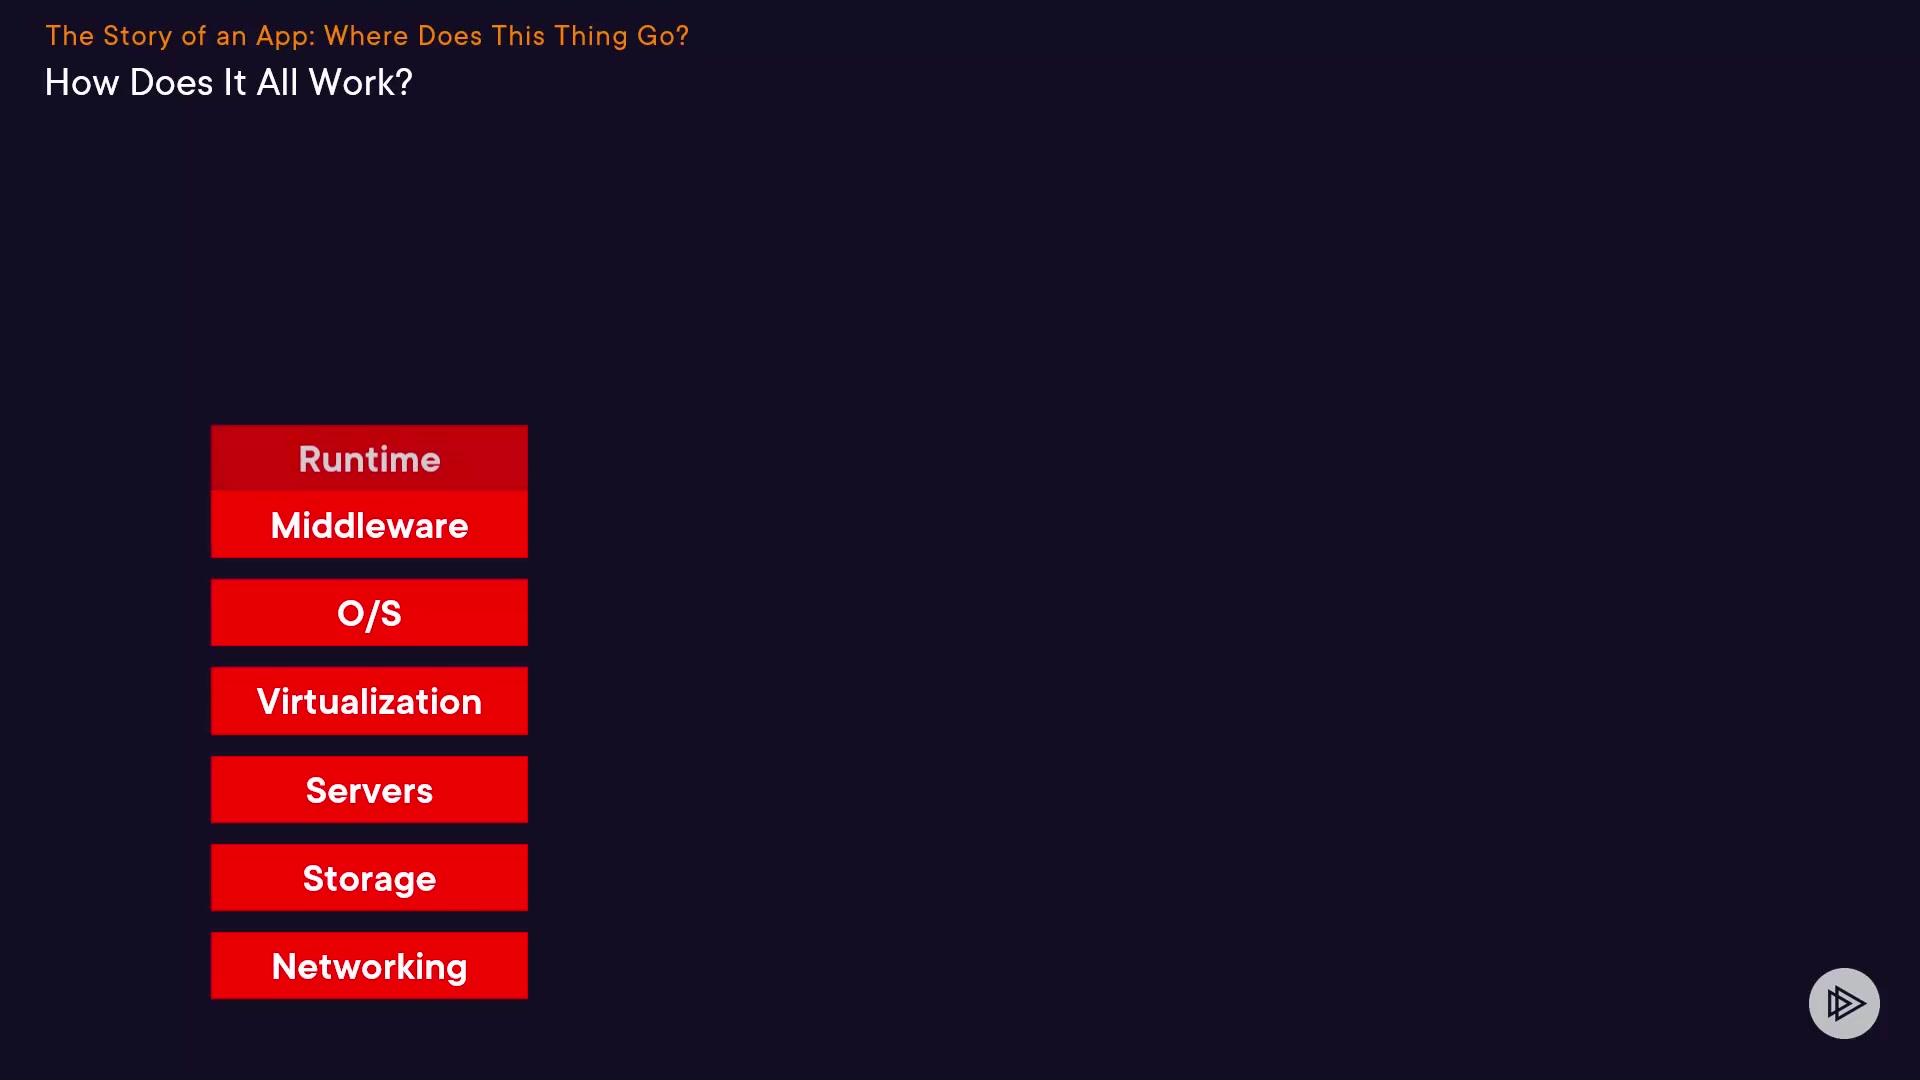 The Story of an App: Where Does This Thing Go?
How Does It All Work?
Runtime
Middleware
O/S
Virtualization
Servers
Storage
Networking